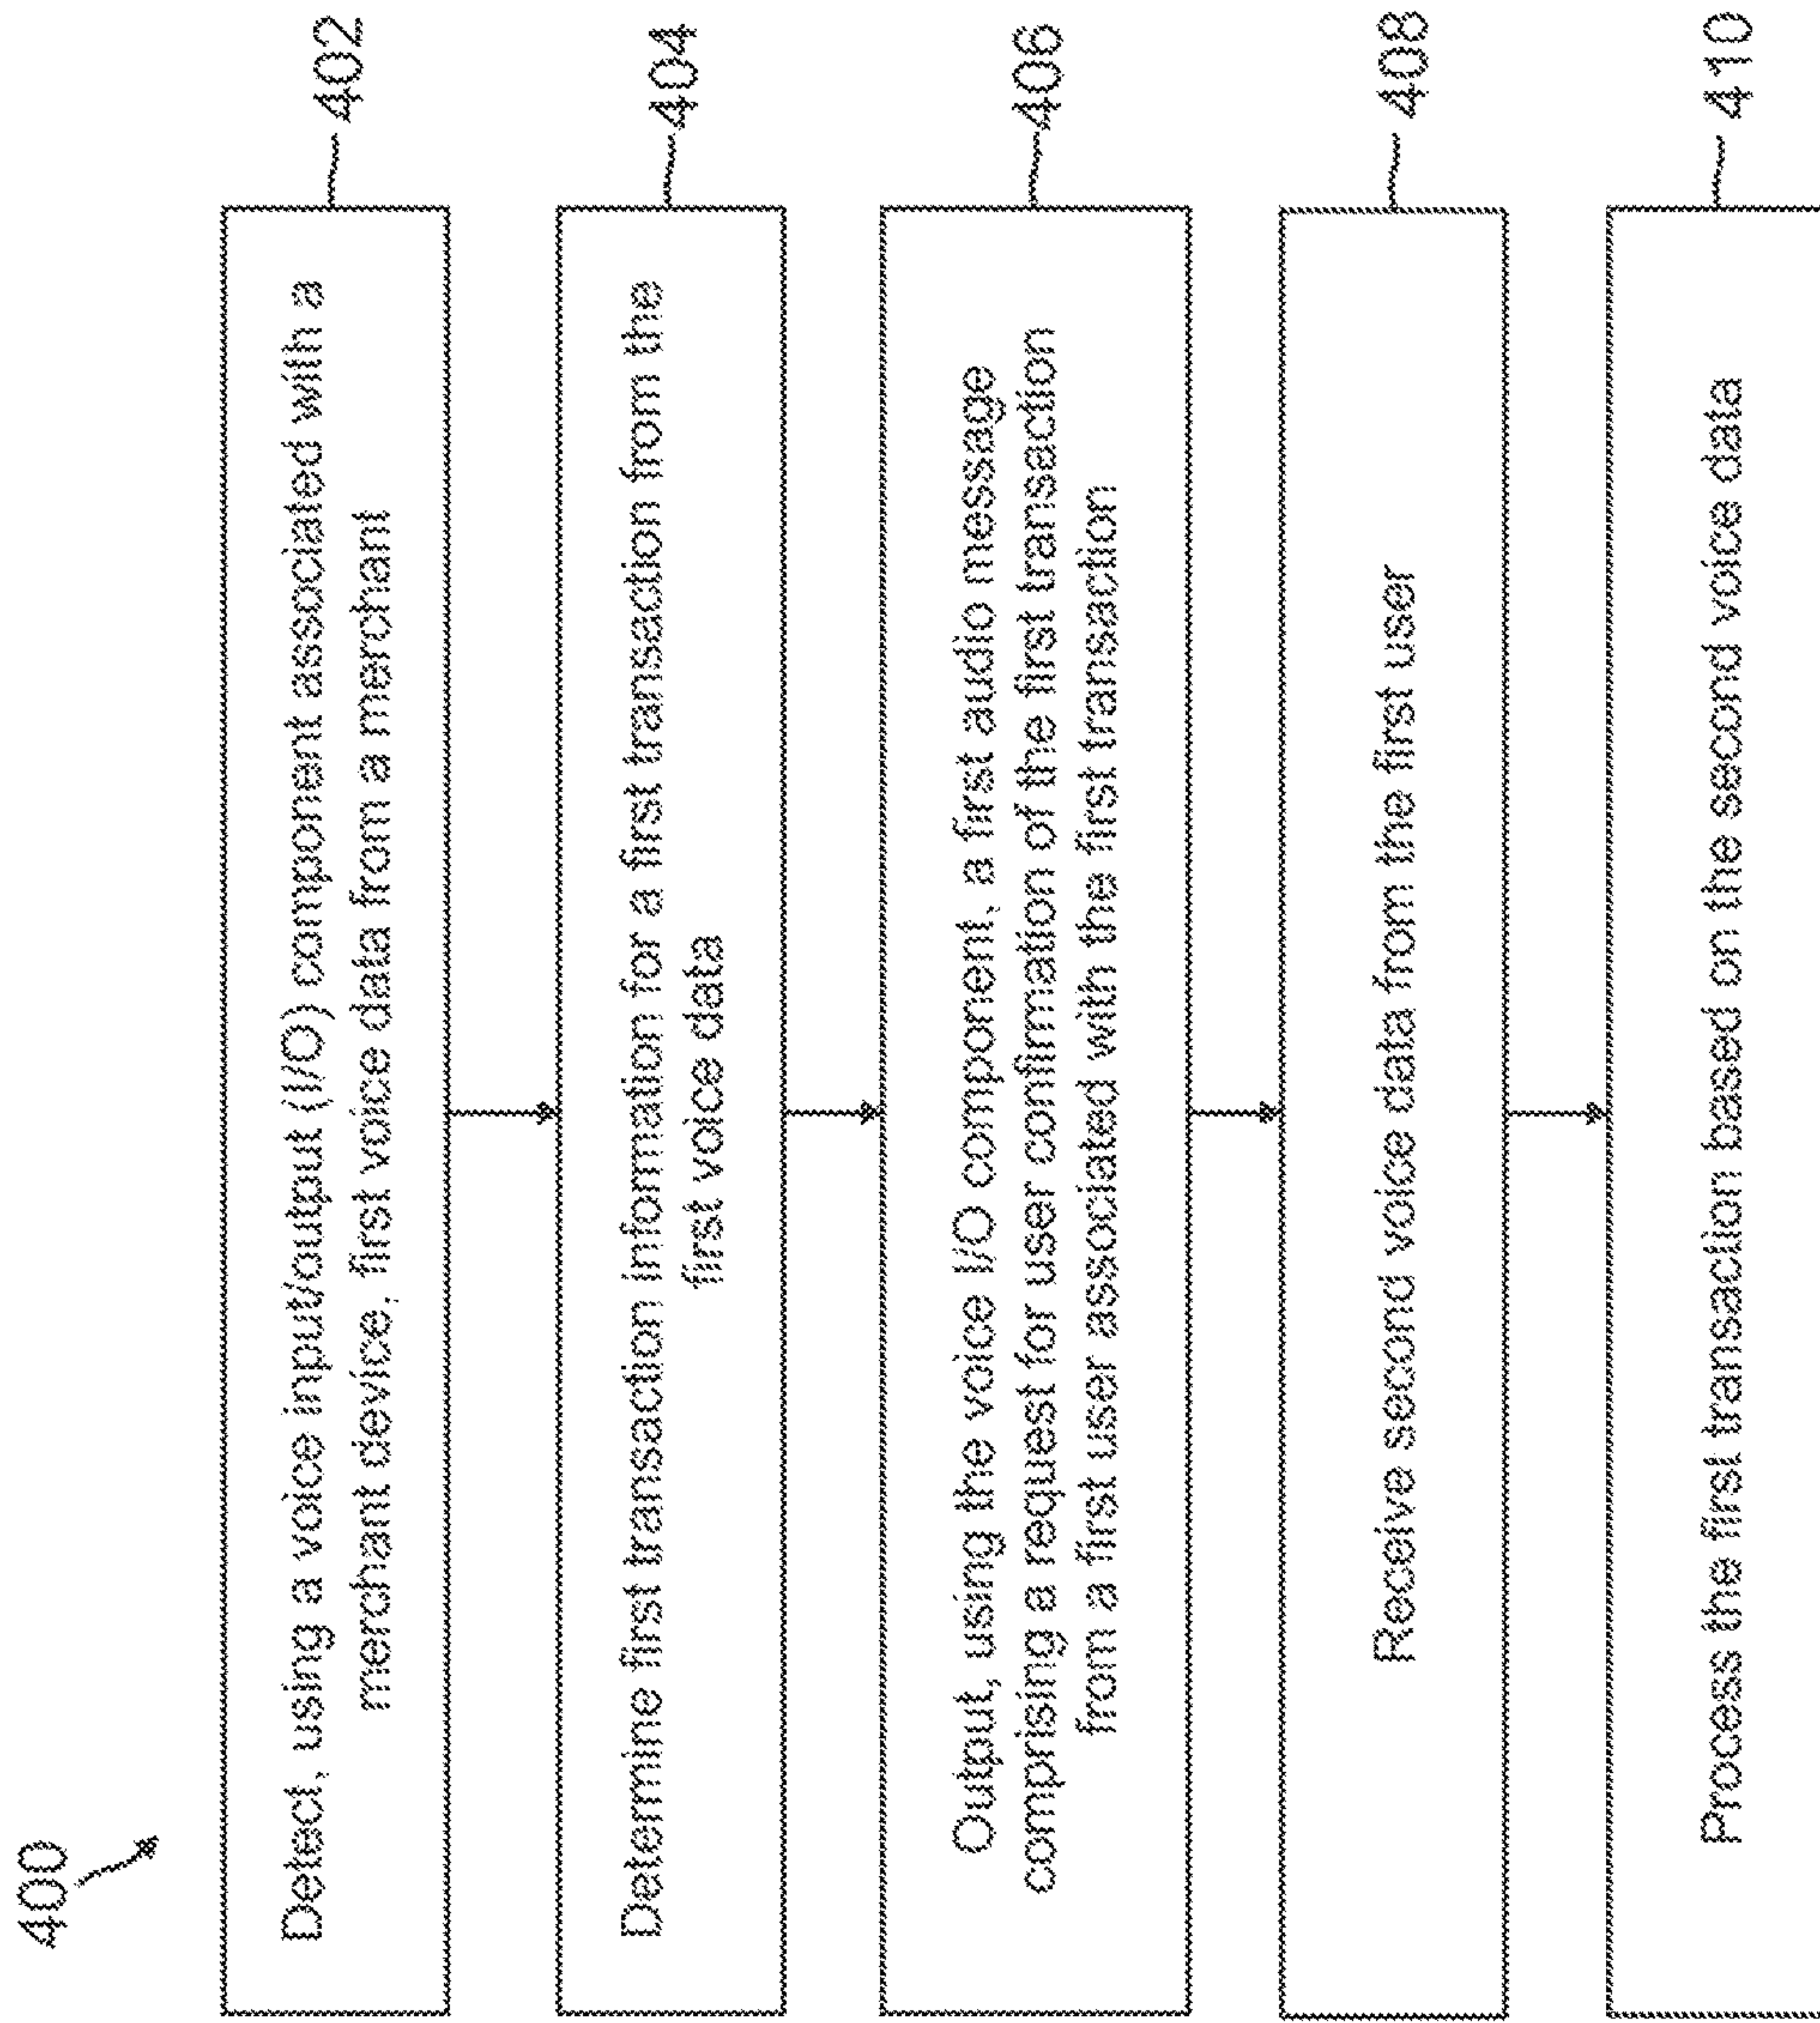 400
Detect, using a voice input/output (I/O) component associated with a
merchant device, first voice data from a merchant
402
Determine first transaction information for a first transaction from the
first voice data
404
Output, using the voice I/O component, a first audio message
comprising a request for user confirmation of the first transaction
from a first user associated with the first transaction
406
Receive second voice data from the first user
408
Process the first transaction based on the second voice data
410